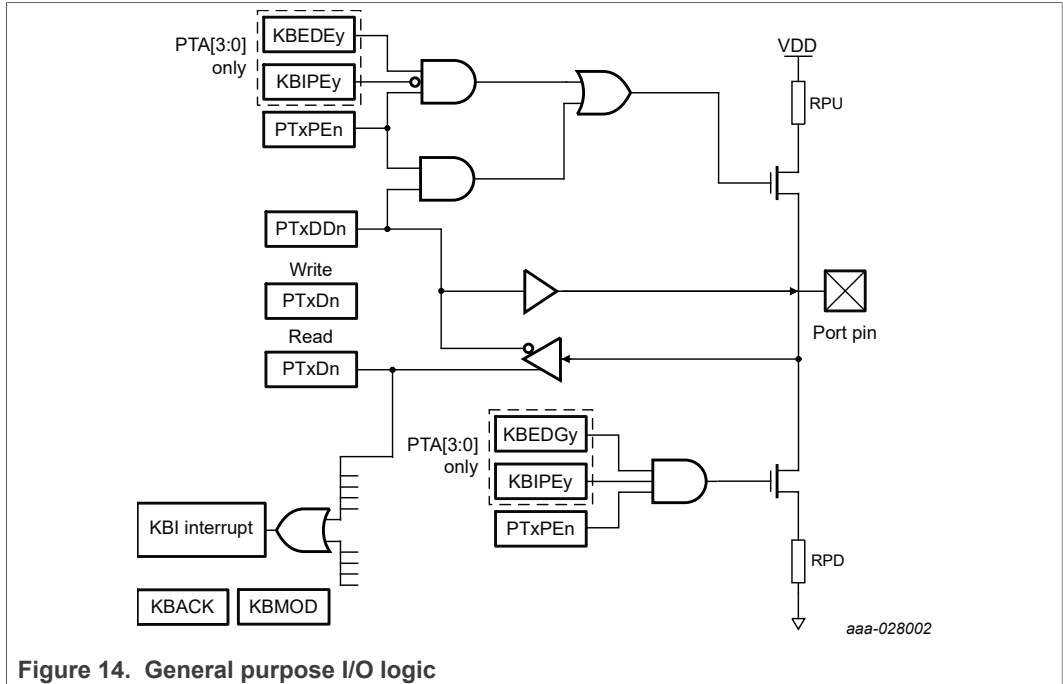 PTA[3:0]
only
KBEDEy
KBIPEy
PTxPEn
VDD
RPU
PTxDDn
Write
PTxDn
Read
PTxDn
Port pin
PTA[3:0]
only
KBEDGy
KBIPEy
PTxPEn
KBI interrupt
RPD
KBACK
KBMOD
aaa-028002
Figure 14. General purpose I/O logic